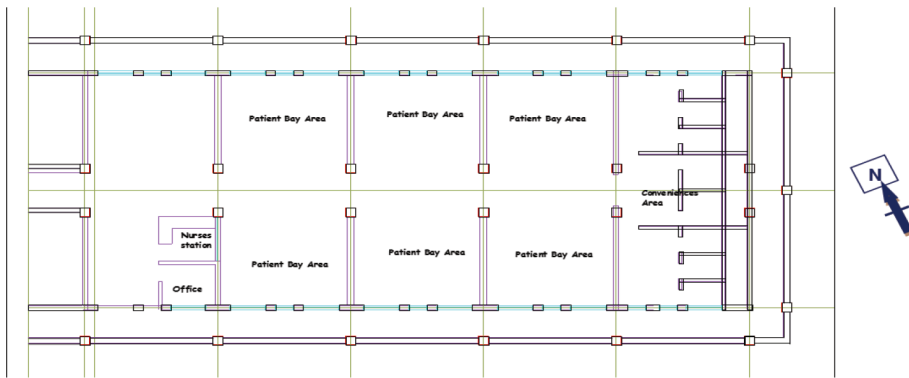 Patient Bay Area
Patient Bay Area
Patient Bay Area
N
Conveniences
Area
Nurses
station
Patient Bay Area
Patient Bay Area
Patient Bay Area
Office